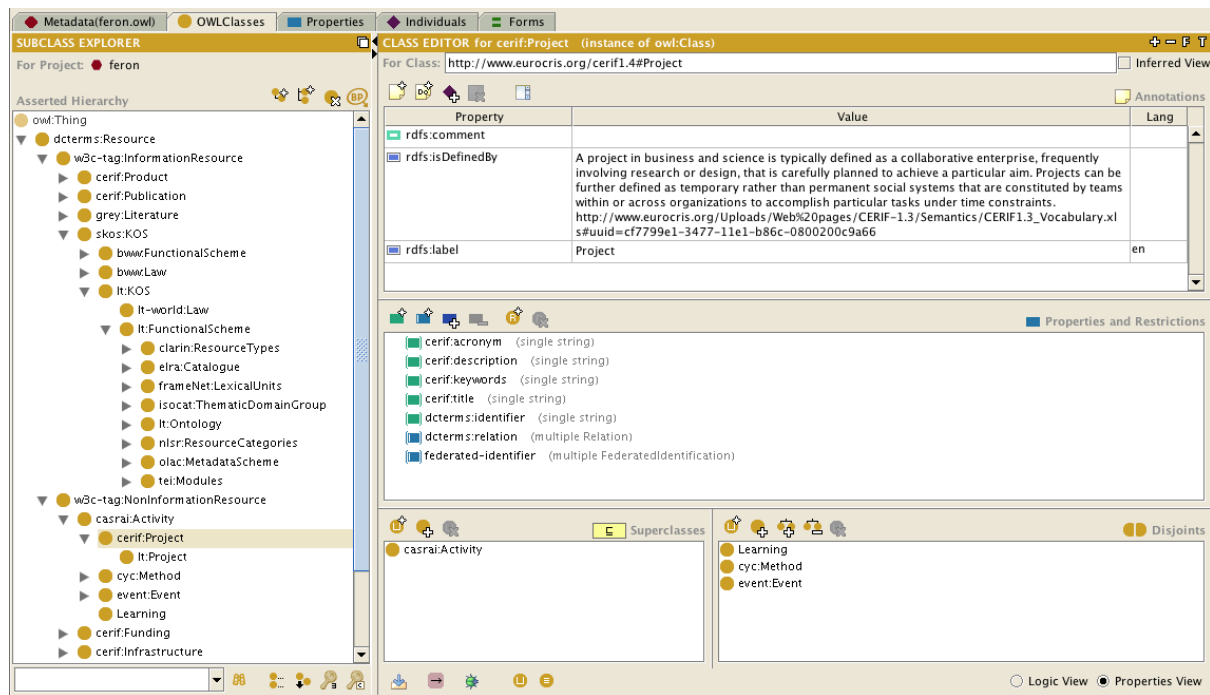 Metadata(feron.owl) OWLClasses Properties Individuals Forms
SUBCLASS EXPLORER
For Project: feron
Asserted Hierarchy
owl:Thing
dcterms:Resource
w3c-tag:InformationResource
cerif:Product
cerif:Publication
grey:Literature
skos:KOS
bww:FunctionalScheme
bww:Law
lt:KOS
lt-world:Law
lt:FunctionalScheme
clarin:ResourceTypes
elra:Catalogue
frameNet:LexicalUnits
isocat:ThematicDomainGroup
lt:Ontology
nlsr:ResourceCategories
olac:MetadataScheme
tei:Modules
w3c-tag:NonInformationResource
casrai:Activity
cerif:Project
lt:Project
cyc:Method
event:Event
Learning
cerif:Funding
cerif:Infrastructure
CLASS EDITOR for cerif:Project (instance of owl:Class)
F T
For Class: http://www.eurocris.org/cerif1.4#Project Inferred View
Annotations
Property Value Lang
rdfs:comment
rdfs:isDefinedBy A project in business and science is typically defined as a collaborative enterprise, frequently
involving research or design, that is carefully planned to achieve a particular aim. Projects can be
further defined as temporary rather than permanent social systems that are constituted by teams
within or across organizations to accomplish particular tasks under time constraints.
http://www.eurocris.org/Uploads/Web%20pages/CERIF-1.3/Semantics/CERIF1.3_Vocabulary.xl
s#uuid=cf7799e1-3477-11e1-b86c-0800200c9a66
rdfs:label Project en
Properties and Restrictions
cerif:acronym (single string)
cerif:description (single string)
cerif:keywords (single string)
cerif:title (single string)
dcterms:identifier (single string)
dcterms:relation (multiple Relation)
federated-identifier (multiple FederatedIdentification)
Superclasses
casrai:Activity
Disjoints
Learning
cyc:Method
event:Event
Logic View Properties View